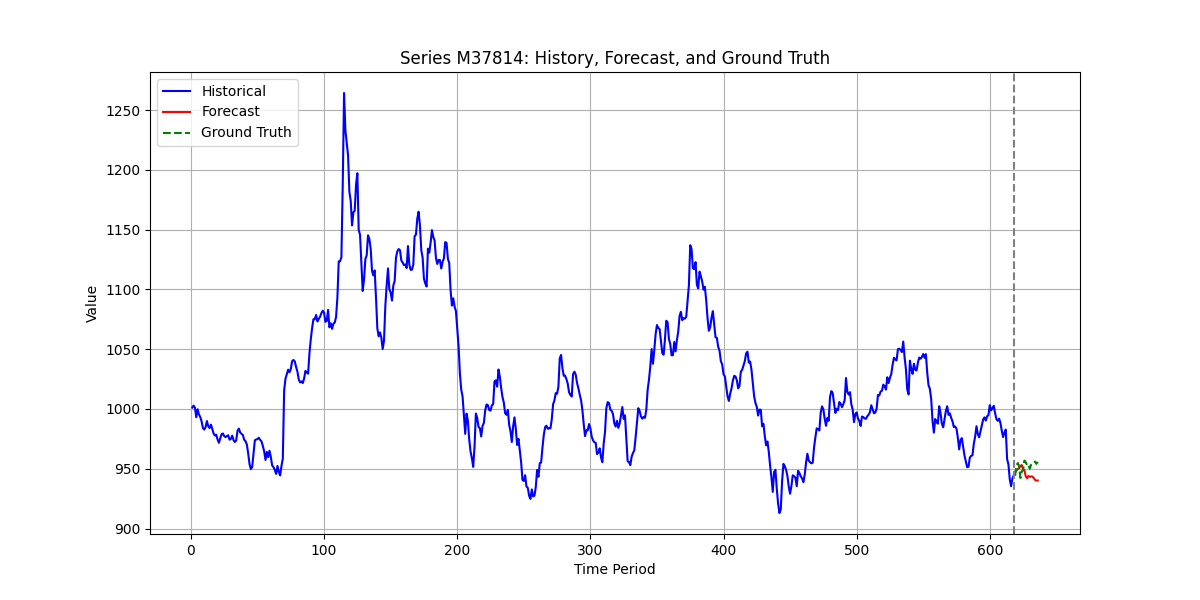 Series M37814: History, Forecast, and Ground Truth
Historical
Forecast
Ground Truth
1250
1200
1150
1100
1050
1000
950
900
Value
0 100 200 300 400 500 600
Time Period